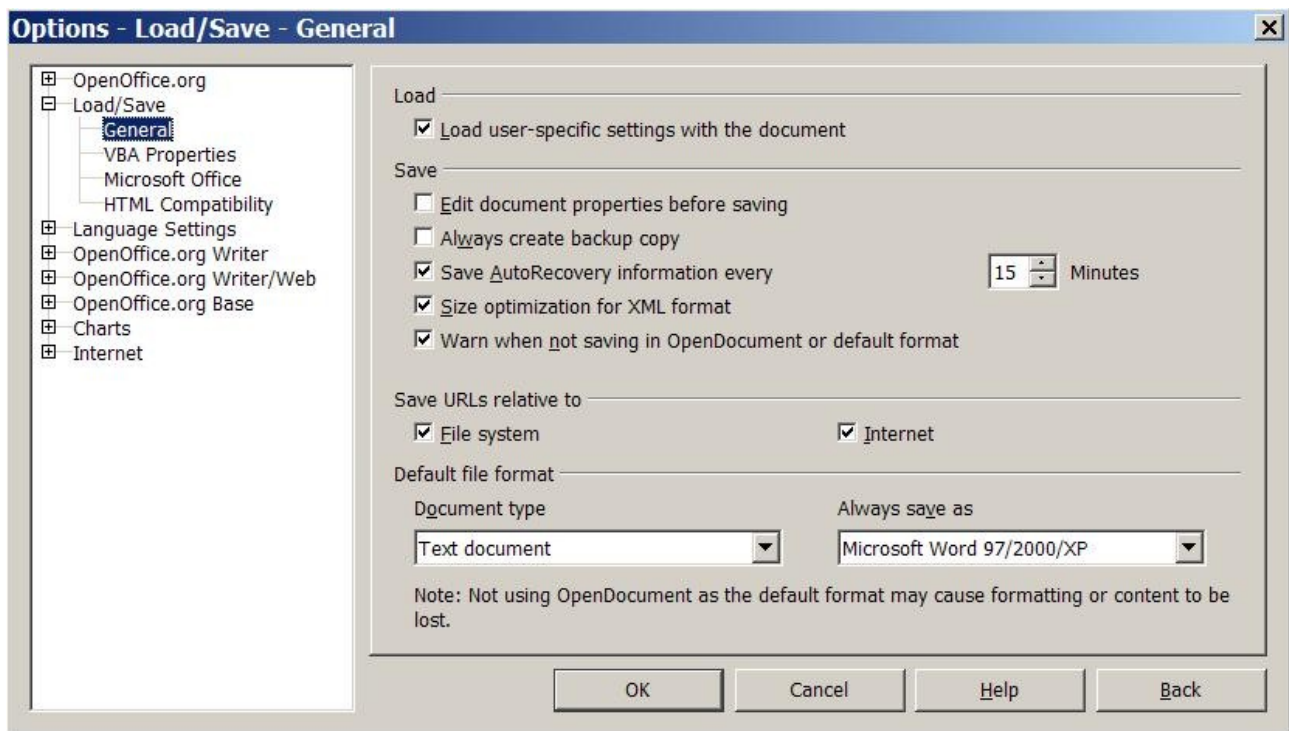 Options - Load/Save - General
OpenOffice.org
Load/Save
General
VBA Properties
Microsoft Office
HTML Compatibility
Language Settings
OpenOffice.org Writer
OpenOffice.org Writer/Web
OpenOffice.org Base
Charts
Internet
Load
Load user-specific settings with the document
Save
Edit document properties before saving
Always create backup copy
Save AutoRecovery information every 15 Minutes
Size optimization for XML format
Warn when not saving in OpenDocument or default format
Save URLs relative to
File system Internet
Default file format
Document type Always save as
Text document Microsoft Word 97/2000/XP
Note: Not using OpenDocument as the default format may cause formatting or content to be
lost.
OK Cancel Help Back